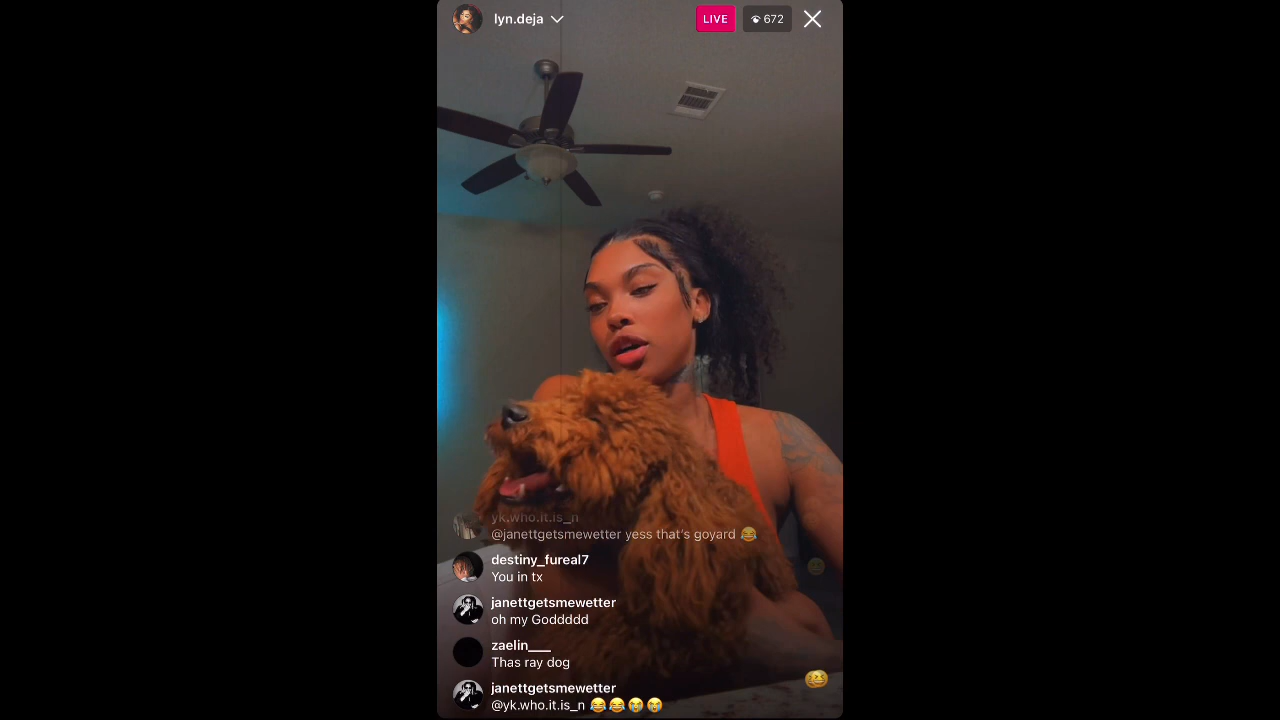 lyn.deja
LIVE
672
yk.who.it.is_n
@janettgetsmewetter yess that's goyard 😂
destiny_fureal7
You in tx
janettgetsmewetter
oh my Goddddd
zaelin___
Thas ray dog
janettgetsmewetter
@yk.who.it.is_n 😂😂😭😭